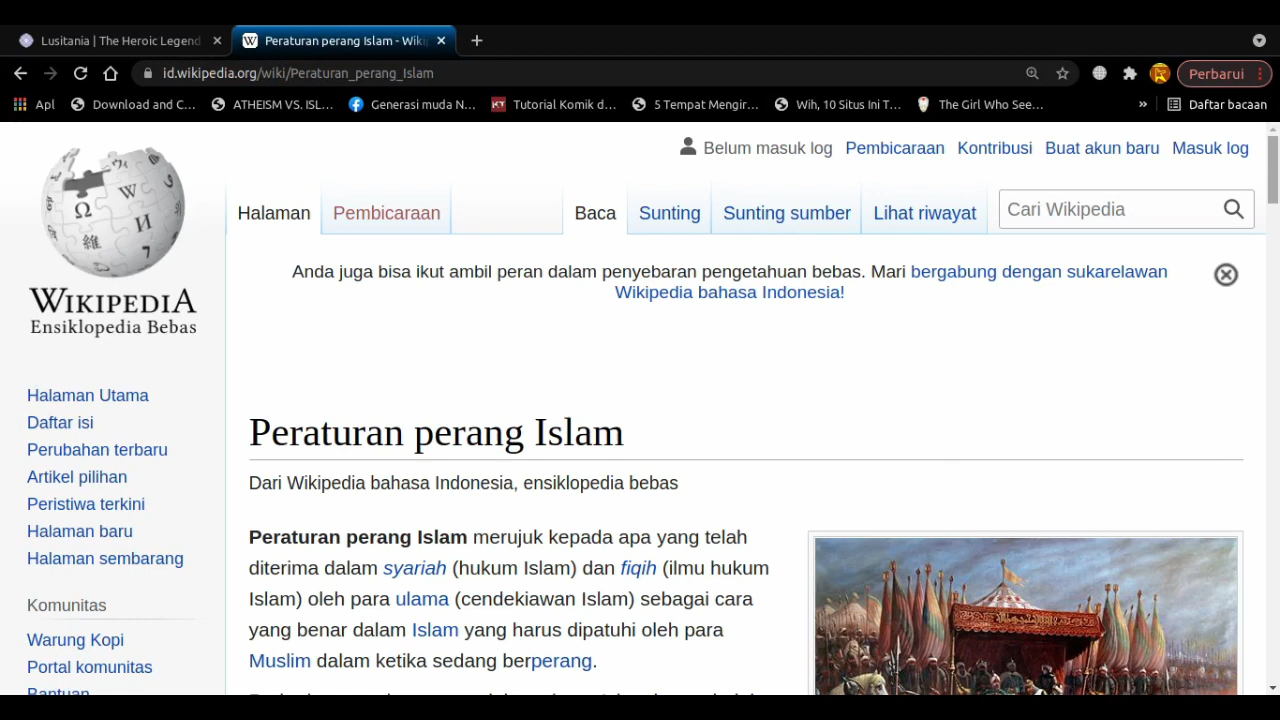 Lusitania | The Heroic Legend
Peraturan perang Islam - Wiki
id.wikipedia.org/wiki/Peraturan_perang_Islam
Perbarui
Apl
Download and C...
ATHEISM VS. ISL...
Generasi muda N...
Tutorial Komik d...
5 Tempat Mengir...
Wih, 10 Situs Ini T...
The Girl Who See...
»
Daftar bacaan
Belum masuk log Pembicaraan Kontribusi Buat akun baru Masuk log
Halaman Pembicaraan Baca Sunting Sunting sumber Lihat riwayat Cari Wikipedia
WIKIPEDIA
Ensiklopedia Bebas
Anda juga bisa ikut ambil peran dalam penyebaran pengetahuan bebas. Mari bergabung dengan sukarelawan
Wikipedia bahasa Indonesia!
Halaman Utama
Daftar isi
Perubahan terbaru
Artikel pilihan
Peristiwa terkini
Halaman baru
Halaman sembarang
Komunitas
Warung Kopi
Portal komunitas
Bantuan
Peraturan perang Islam
Dari Wikipedia bahasa Indonesia, ensiklopedia bebas
Peraturan perang Islam merujuk kepada apa yang telah
diterima dalam syariah (hukum Islam) dan fiqih (ilmu hukum
Islam) oleh para ulama (cendekiawan Islam) sebagai cara
yang benar dalam Islam yang harus dipatuhi oleh para
Muslim dalam ketika sedang berperang.